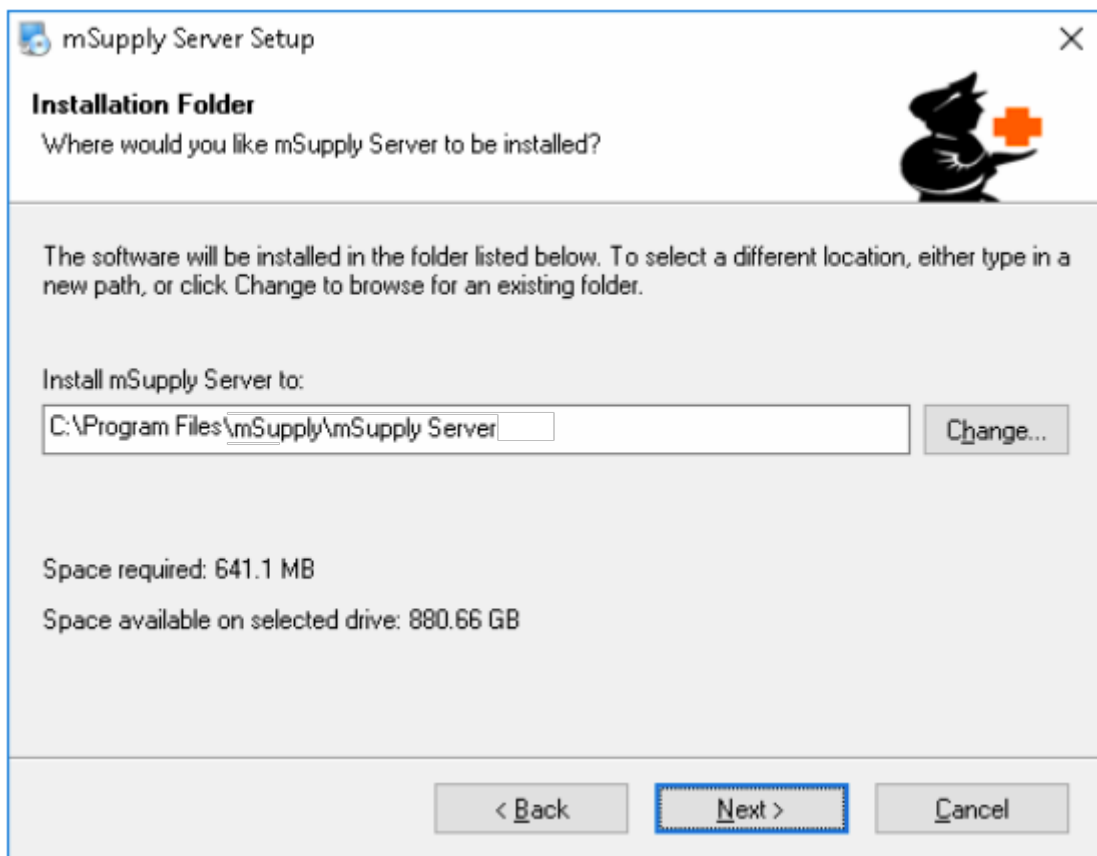 mSupply Server Setup
Installation Folder
Where would you like mSupply Server to be installed?
The software will be installed in the folder listed below. To select a different location, either type in a
new path, or click Change to browse for an existing folder.
Install mSupply Server to:
C:\Program Files\mSupply\mSupply Server
Change...
Space required: 641.1 MB
Space available on selected drive: 880.66 GB
< Back
Next >
Cancel